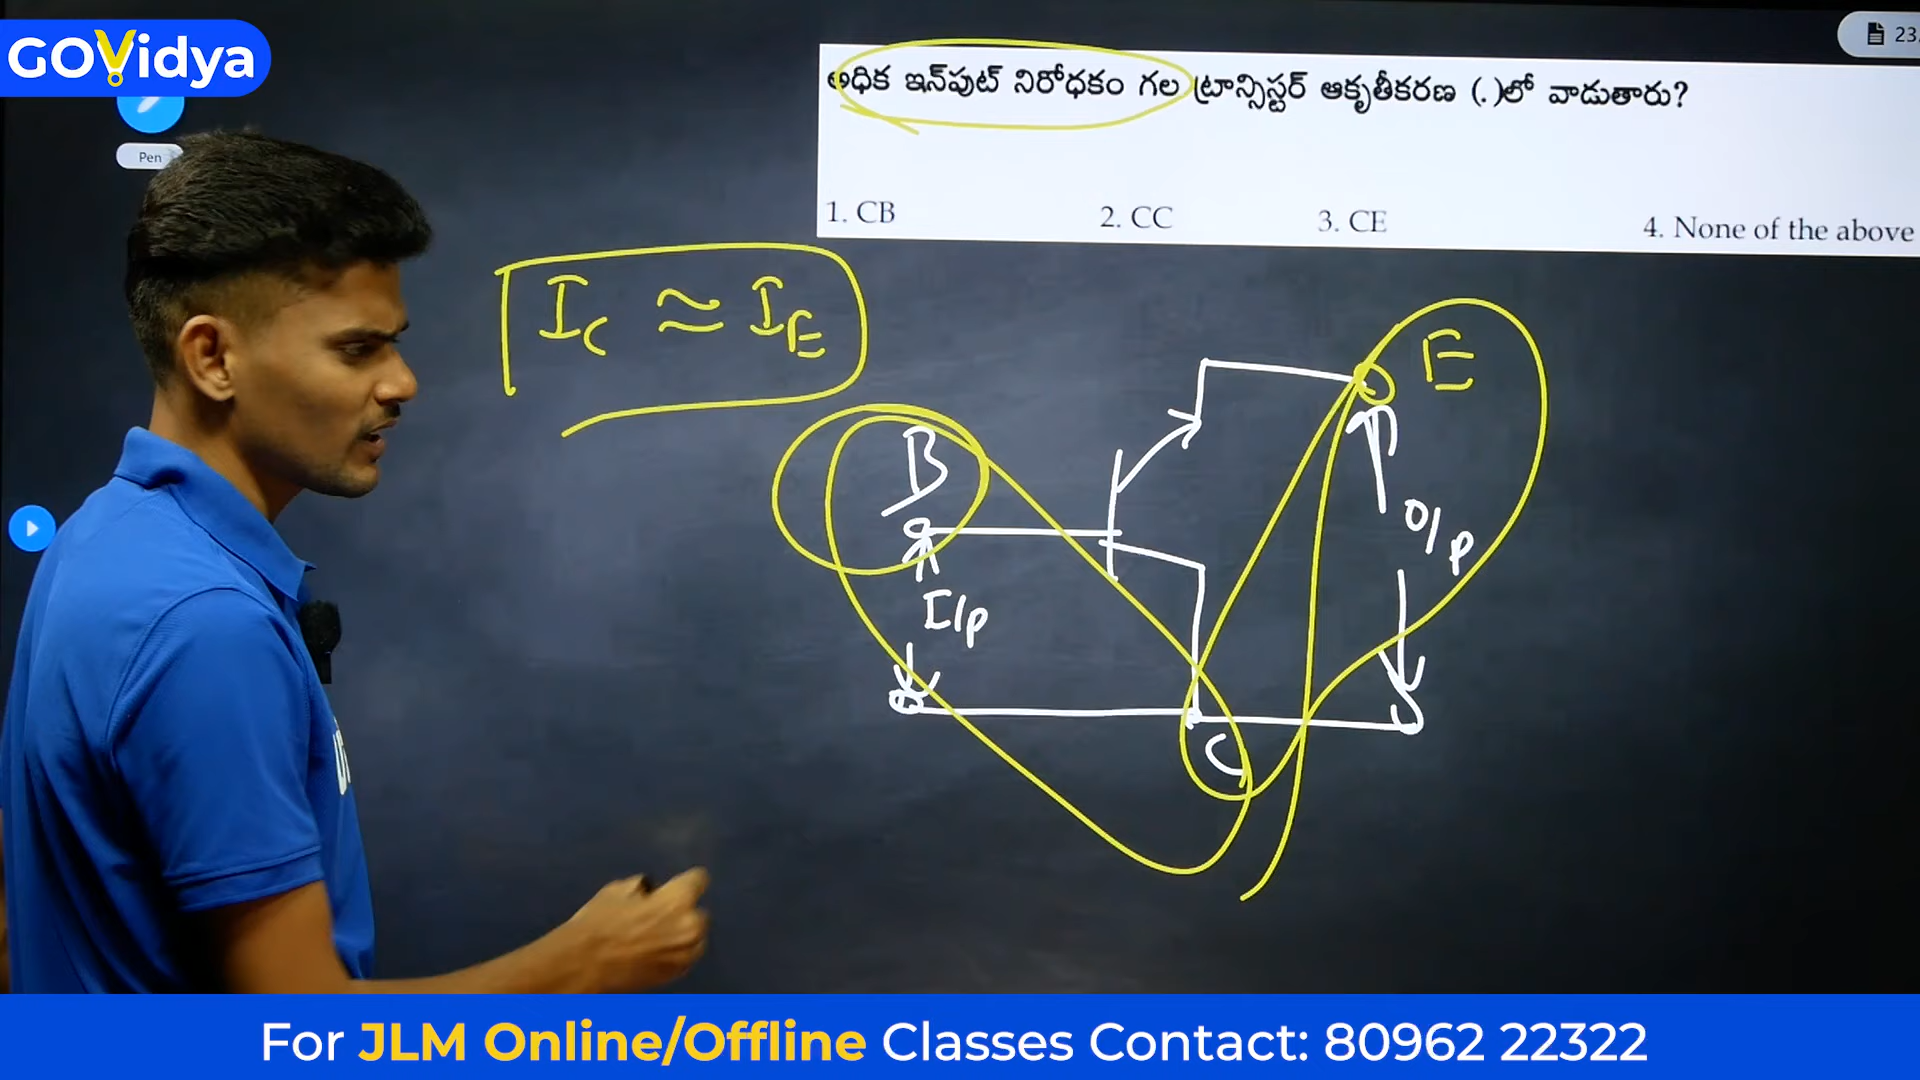 GOVidya
Pen
23.
అధిక ఇన్‌పుట్ నిరోధకం గల ట్రాన్సిస్టర్ ఆకృతీకరణ (. )లో వాడుతారు?
1. CB 2. CC 3. CE 4. None of the above
IC ≈ IE
E
B
O/p
I/p
C
For JLM Online/Offline Classes Contact: 80962 22322